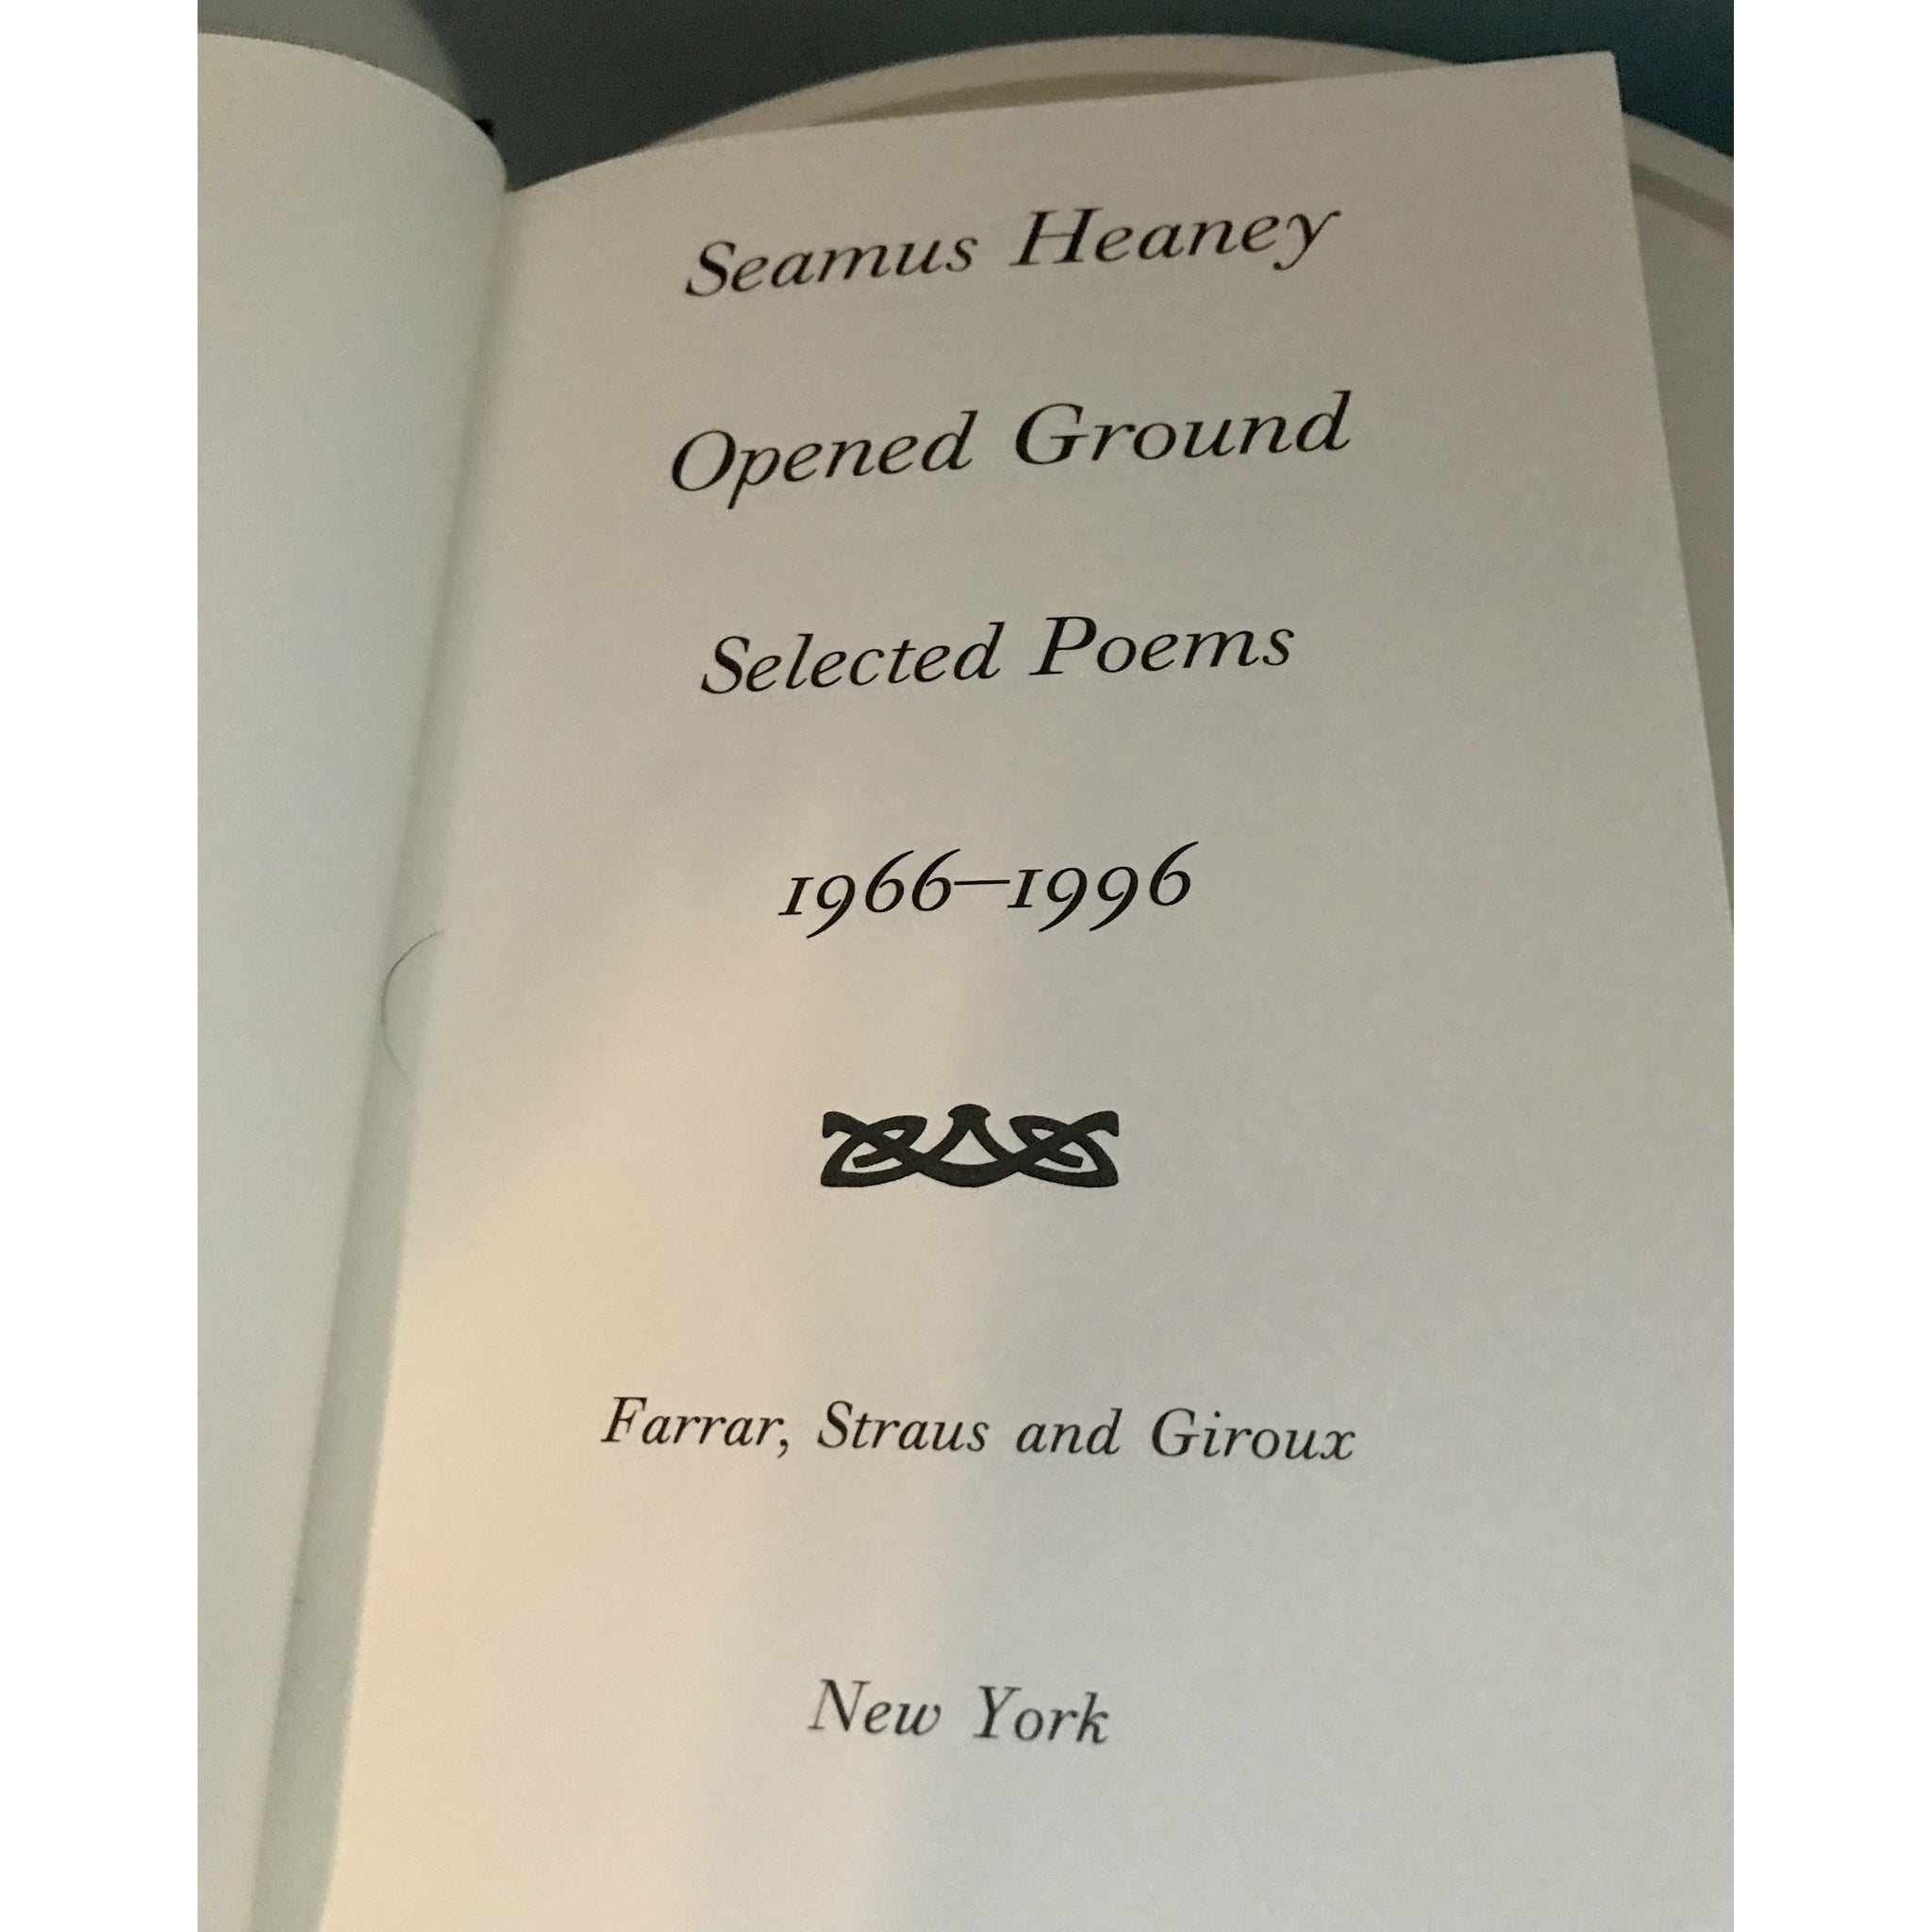 Seamus Heaney
Opened Ground
Selected Poems
1966–1996
Farrar, Straus and Giroux
New York